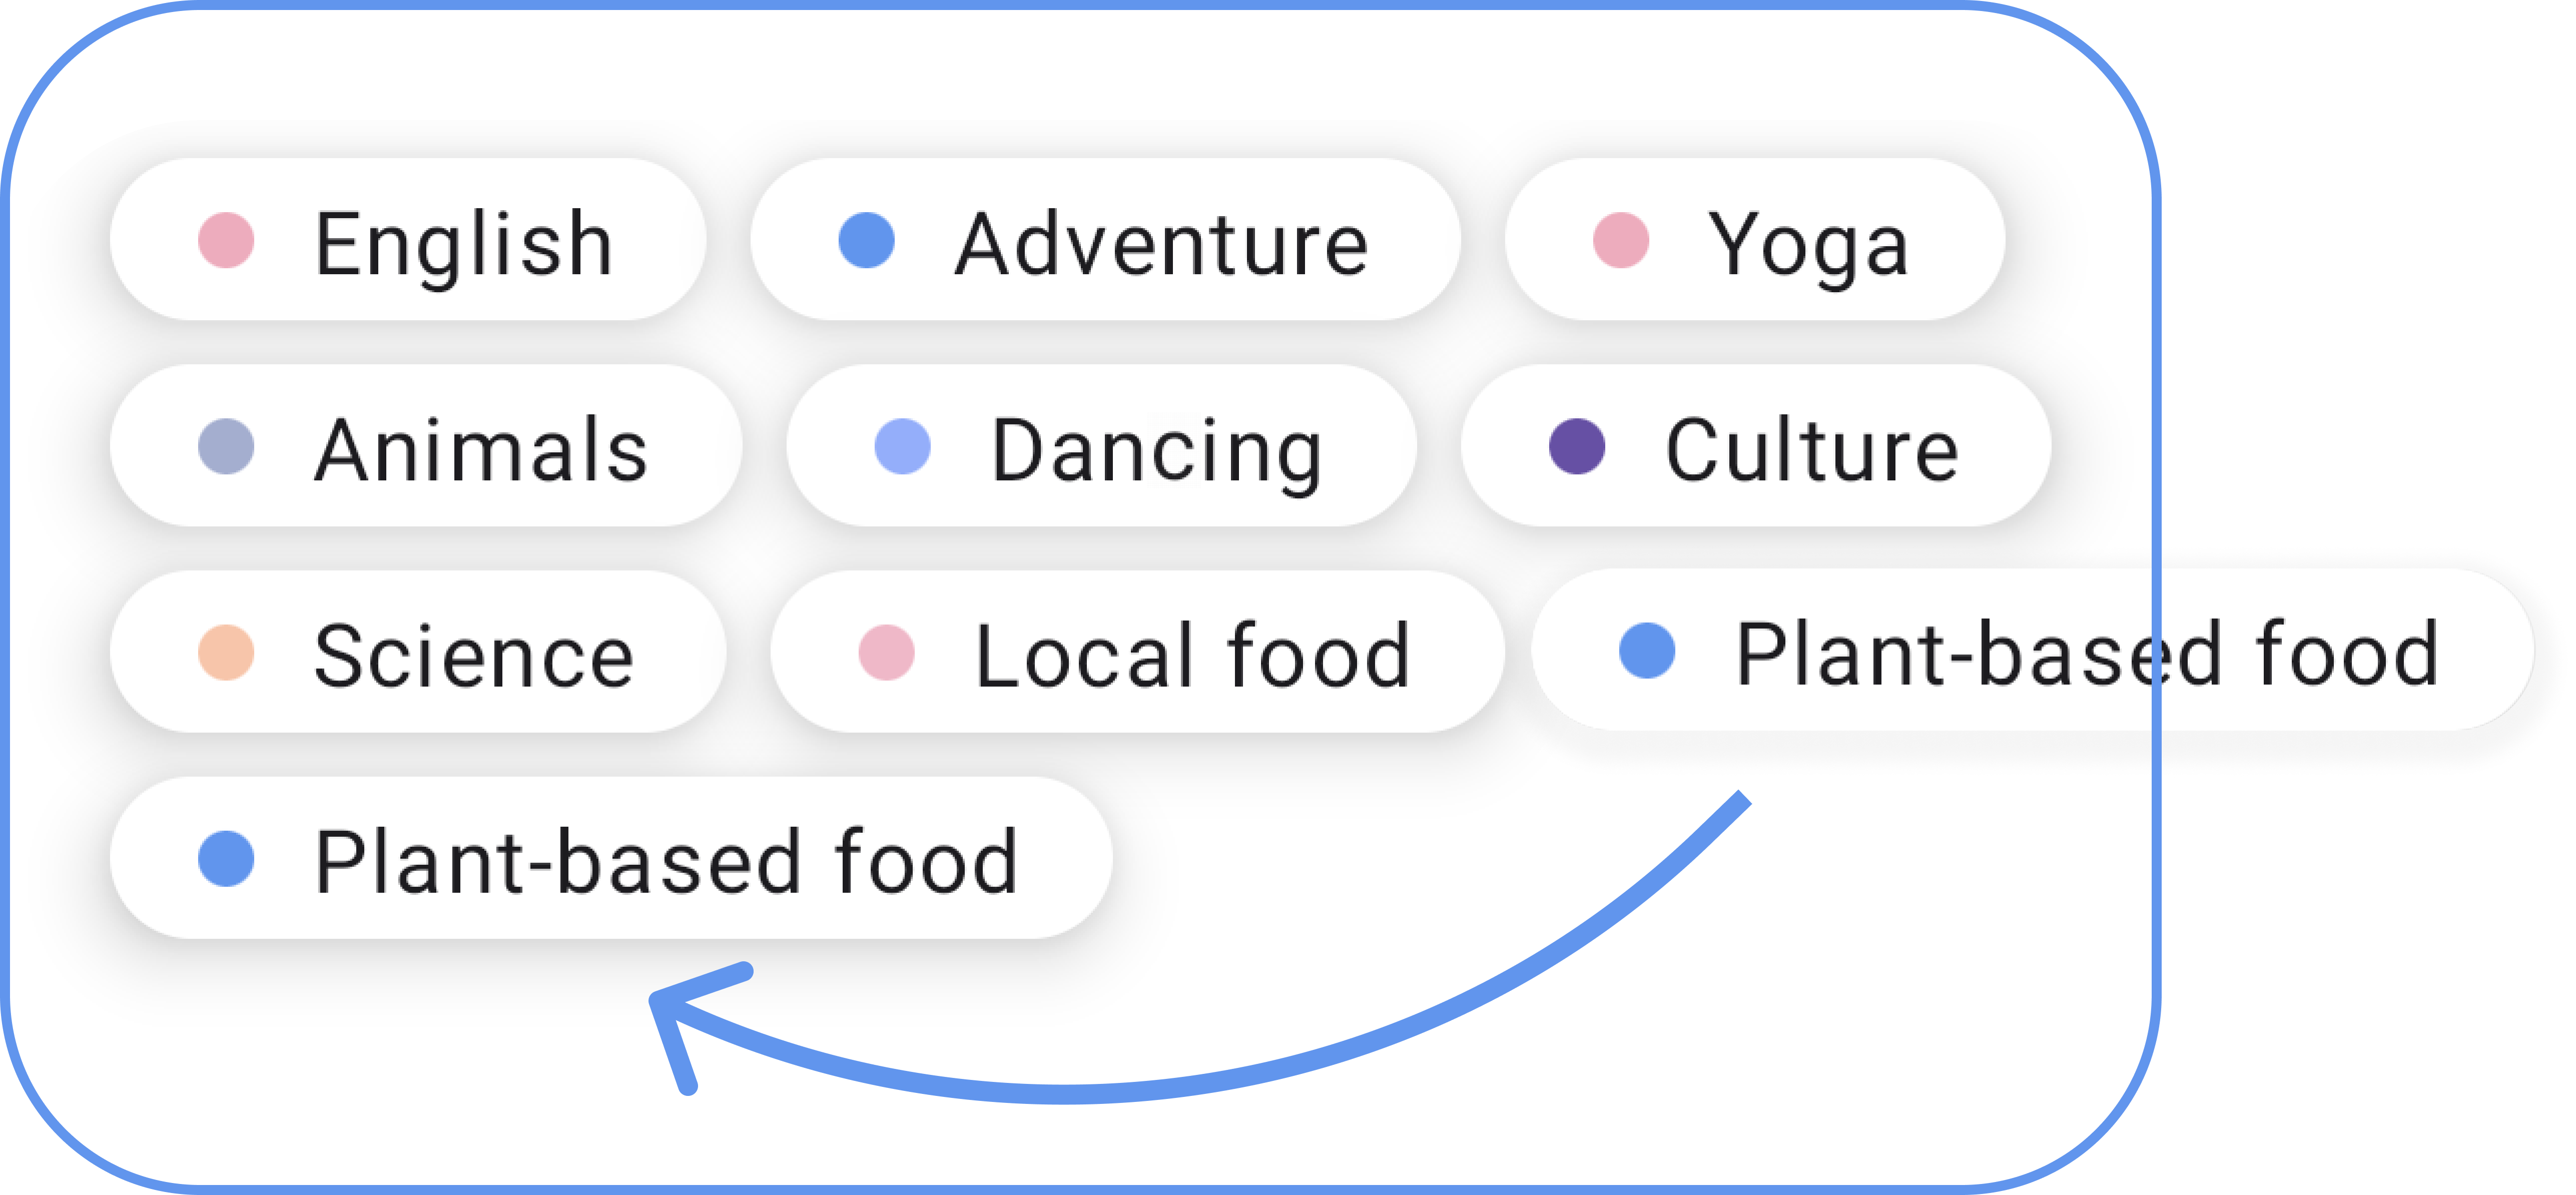 English Adventure Yoga
Animals Dancing Culture
Science Local food Plant-based food
Plant-based food